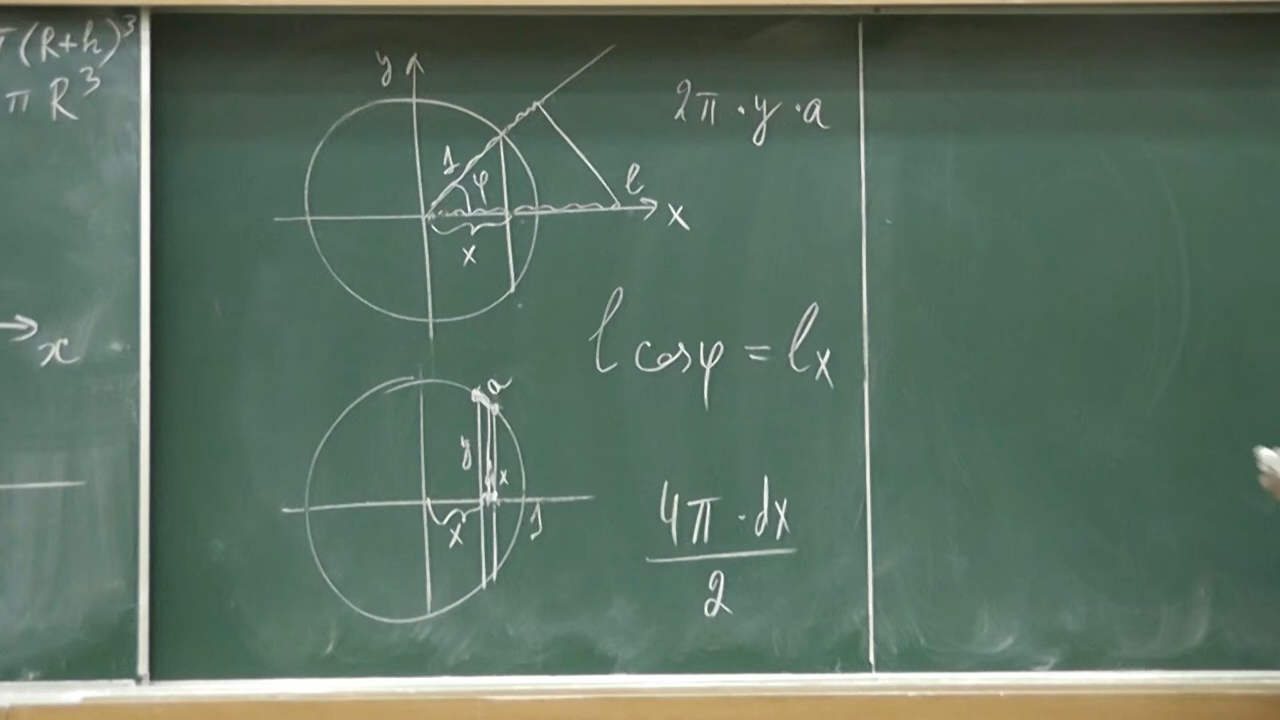 π(R+h)³
π R³
x
y
1
φ
l
x
x
2π · y · a
l cosφ = lx
a
y
x
x
1
4π · dx
2